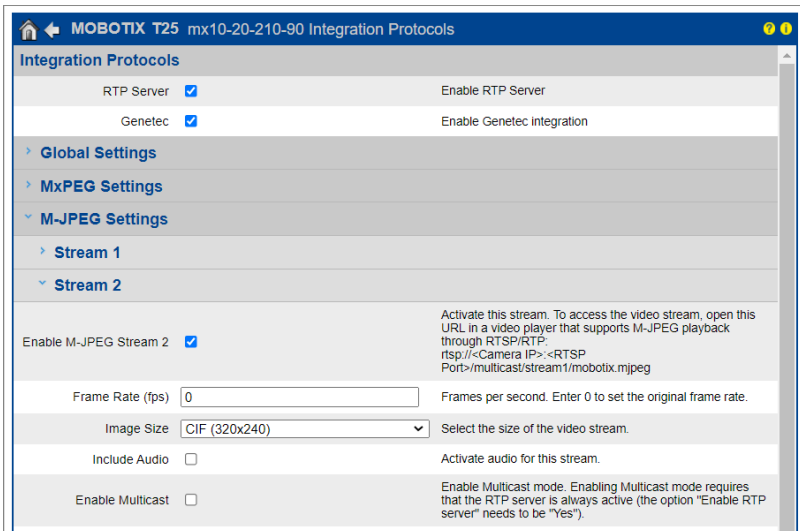 MOBOTIX T25 mx10-20-210-90 Integration Protocols ? i
Integration Protocols
RTP Server Enable RTP Server
Genetec Enable Genetec integration
Global Settings
MxPEG Settings
M-JPEG Settings
Stream 1
Stream 2
Activate this stream. To access the video stream, open this
URL in a video player that supports M-JPEG playback
Enable M-JPEG Stream 2 through RTSP/RTP:
rtsp://<Camera IP>:<RTSP
Port>/multicast/stream1/mobotix.mjpeg
Frame Rate (fps) 0 Frames per second. Enter 0 to set the original frame rate.
Image Size CIF (320x240) Select the size of the video stream.
Include Audio Activate audio for this stream.
Enable Multicast mode. Enabling Multicast mode requires
Enable Multicast that the RTP server is always active (the option "Enable RTP
server" needs to be "Yes").